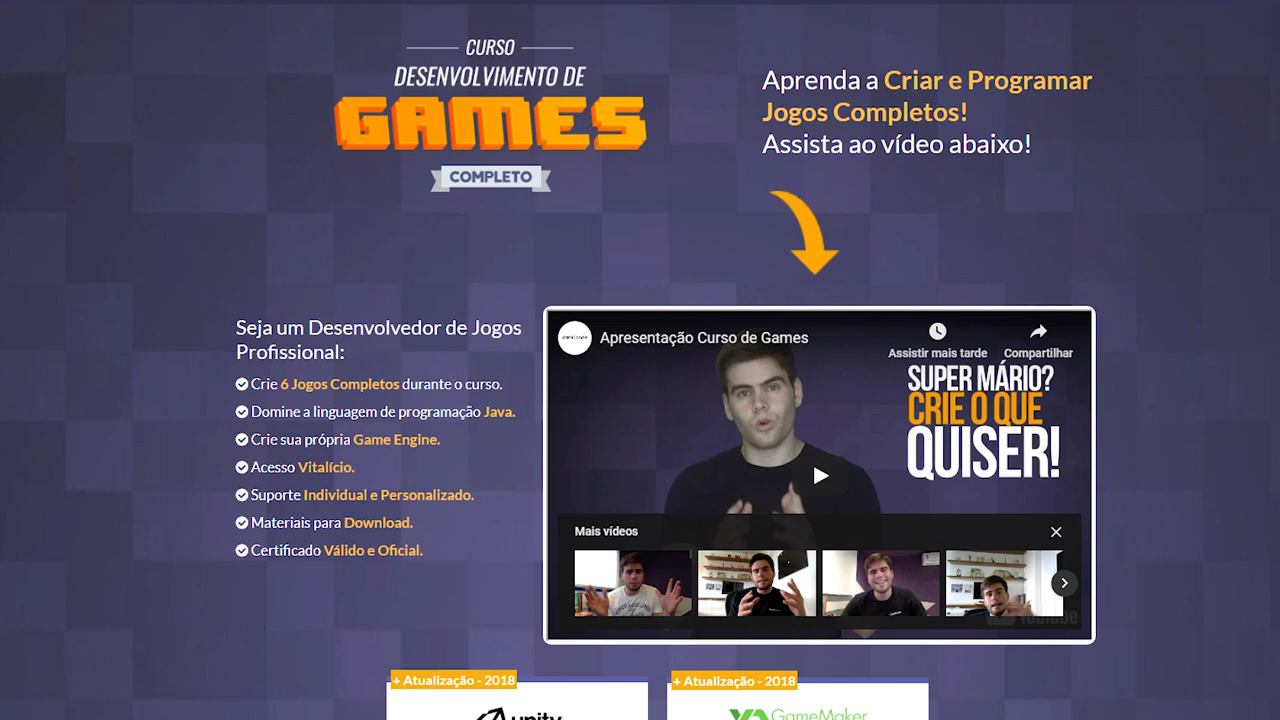 CURSO
DESENVOLVIMENTO DE
GAMES
COMPLETO
Aprenda a Criar e Programar
Jogos Completos!
Assista ao vídeo abaixo!
Seja um Desenvolvedor de Jogos
Profissional:
Crie 6 Jogos Completos durante o curso.
Domine a linguagem de programação Java.
Crie sua própria Game Engine.
Acesso Vitalício.
Suporte Individual e Personalizado.
Materiais para Download.
Certificado Válido e Oficial.
Apresentação Curso de Games
Assistir mais tarde
Compartilhar
SUPER MÁRIO?
CRIE O QUE
QUISER!
Mais vídeos
YouTube
+ Atualização - 2018
+ Atualização - 2018
unity
GameMaker